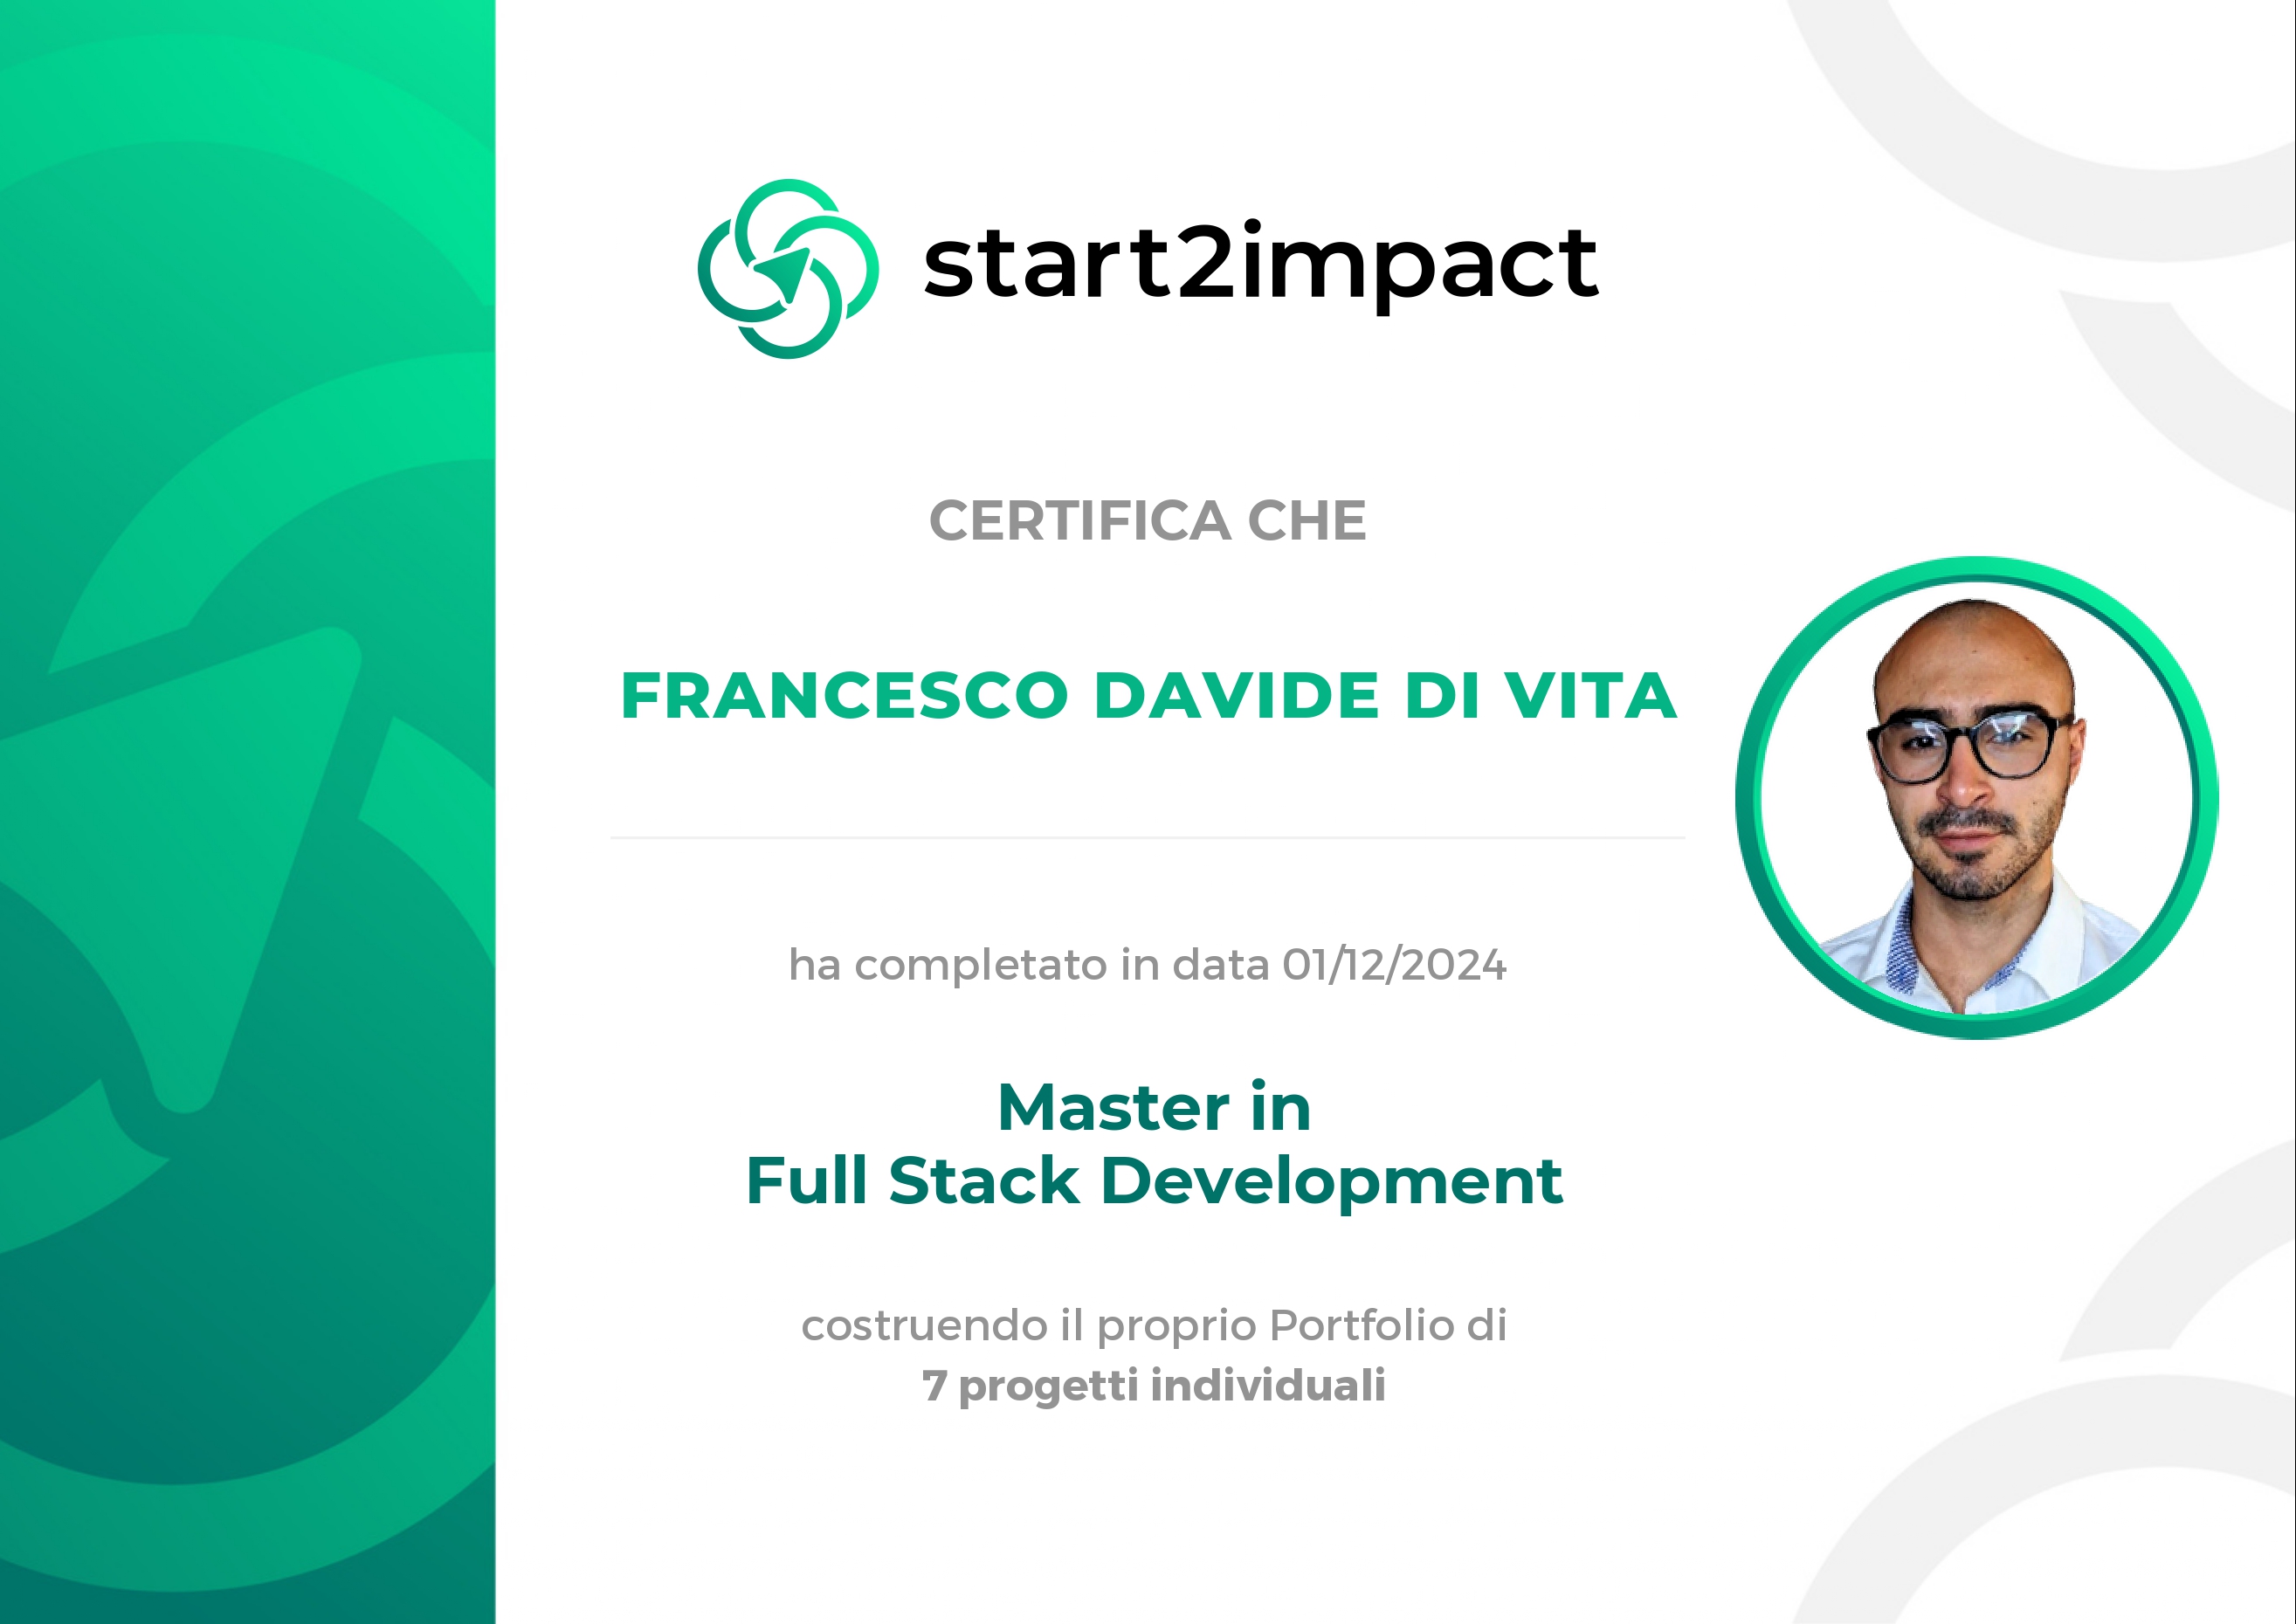 start2impact
CERTIFICA CHE
FRANCESCO DAVIDE DI VITA
ha completato in data 01/12/2024
Master in
Full Stack Development
costruendo il proprio Portfolio di
7 progetti individuali